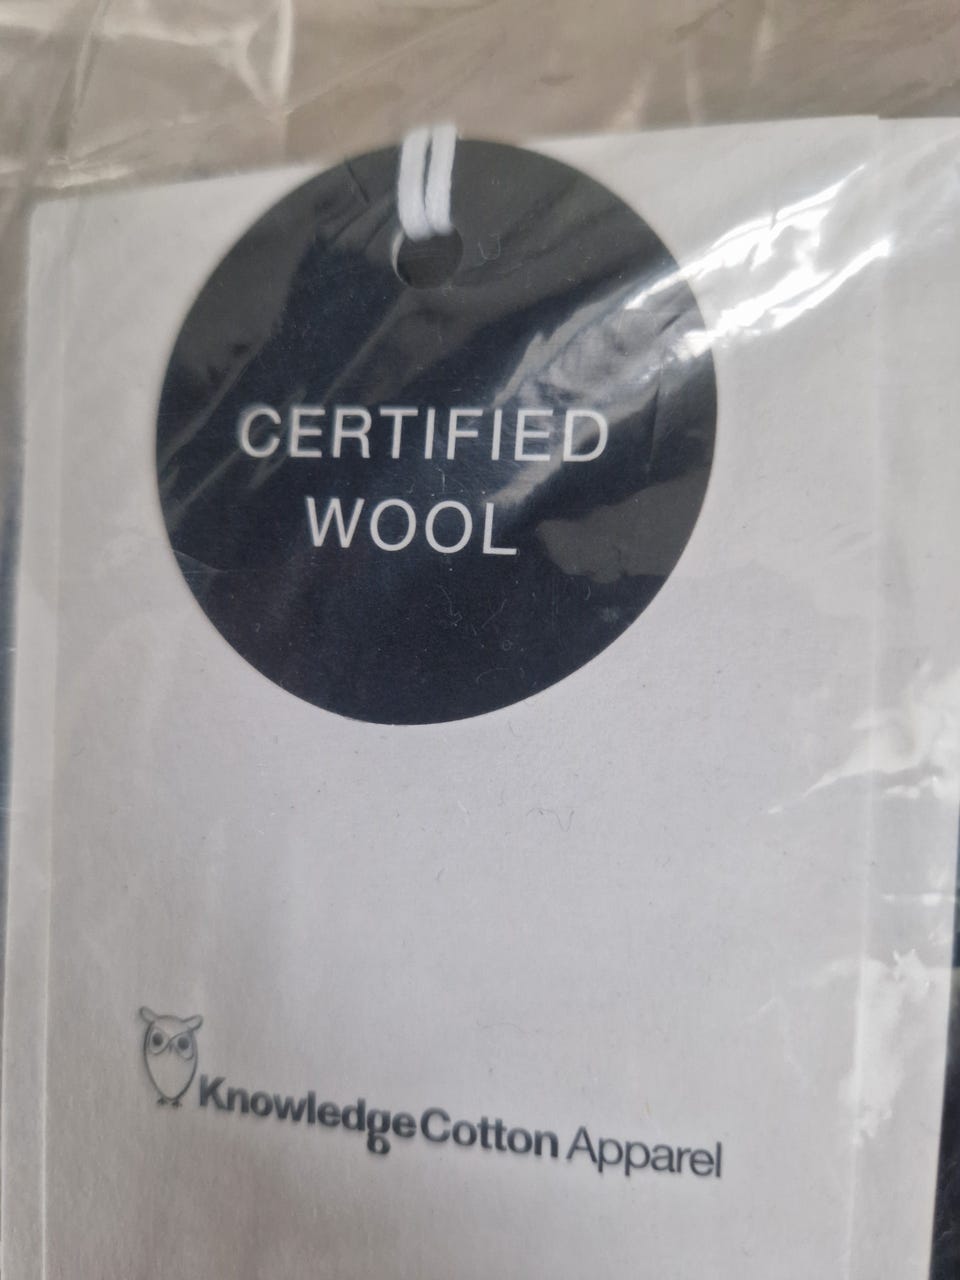 CERTIFIED
WOOL
KnowledgeCotton Apparel